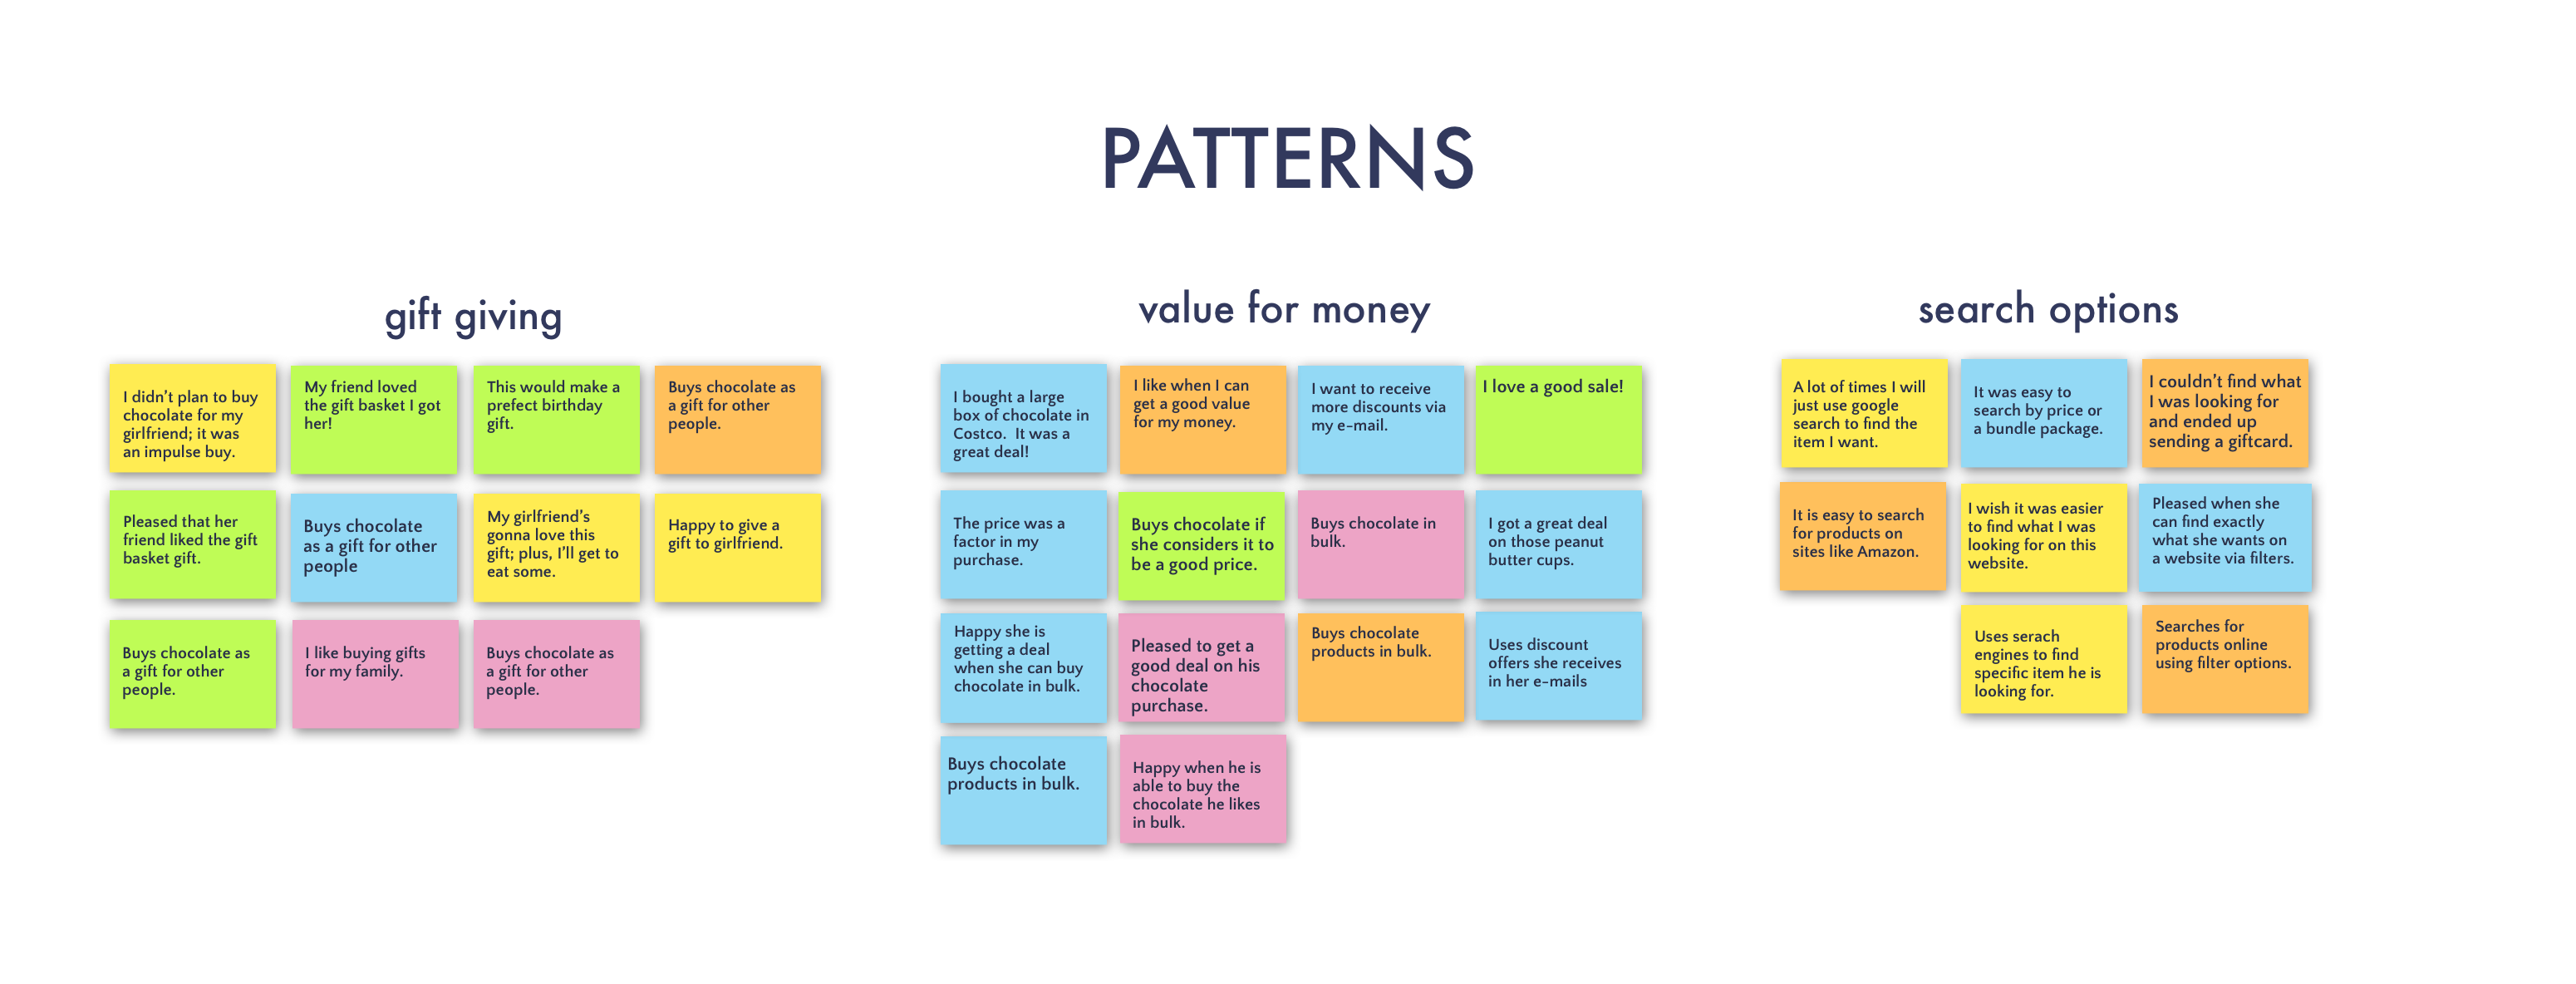 PATTERNS
gift giving
I didn’t plan to buy
chocolate for my
girlfriend; it was
an impulse buy.
My friend loved
the gift basket I got
her!
This would make a
prefect birthday
gift.
Buys chocolate as
a gift for other
people.
Pleased that her
friend liked the gift
basket gift.
Buys chocolate
as a gift for other
people
My girlfriend’s
gonna love this
gift; plus, I’ll get to
eat some.
Happy to give a
gift to girlfriend.
Buys chocolate as
a gift for other
people.
I like buying gifts
for my family.
Buys chocolate as
a gift for other
people.
value for money
I bought a large
box of chocolate in
Costco. It was a
great deal!
I like when I can
get a good value
for my money.
I want to receive
more discounts via
my e-mail.
I love a good sale!
The price was a
factor in my
purchase.
Buys chocolate if
she considers it to
be a good price.
Buys chocolate in
bulk.
I got a great deal
on those peanut
butter cups.
Happy she is
getting a deal
when she can buy
chocolate in bulk.
Pleased to get a
good deal on his
chocolate
purchase.
Buys chocolate
products in bulk.
Uses discount
offers she receives
in her e-mails
Buys chocolate
products in bulk.
Happy when he is
able to buy the
chocolate he likes
in bulk.
search options
A lot of times I will
just use google
search to find the
item I want.
It was easy to
search by price or
a bundle package.
I couldn’t find what
I was looking for
and ended up
sending a giftcard.
It is easy to search
for products on
sites like Amazon.
I wish it was easier
to find what I was
looking for on this
website.
Pleased when she
can find exactly
what she wants on
a website via filters.
Uses serach
engines to find
specific item he is
looking for.
Searches for
products online
using filter options.